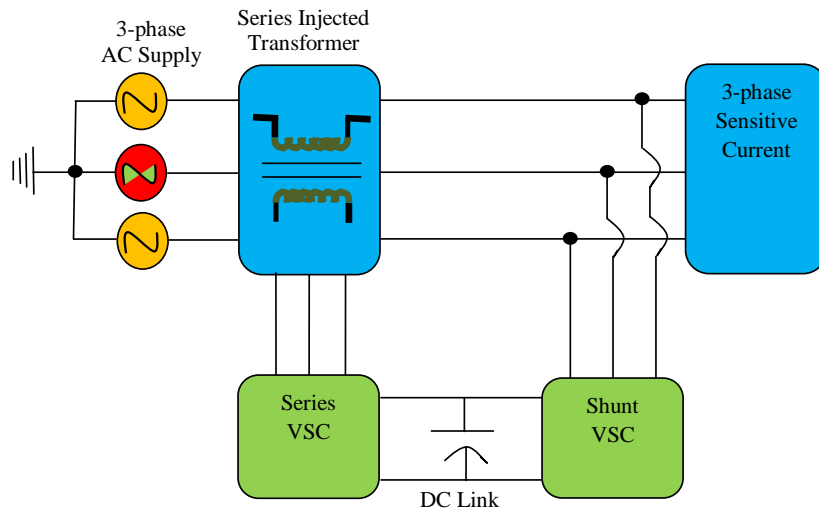 3-phase
AC Supply
Series Injected
Transformer
3-phase
Sensitive
Current
Series
VSC
Shunt
VSC
DC Link